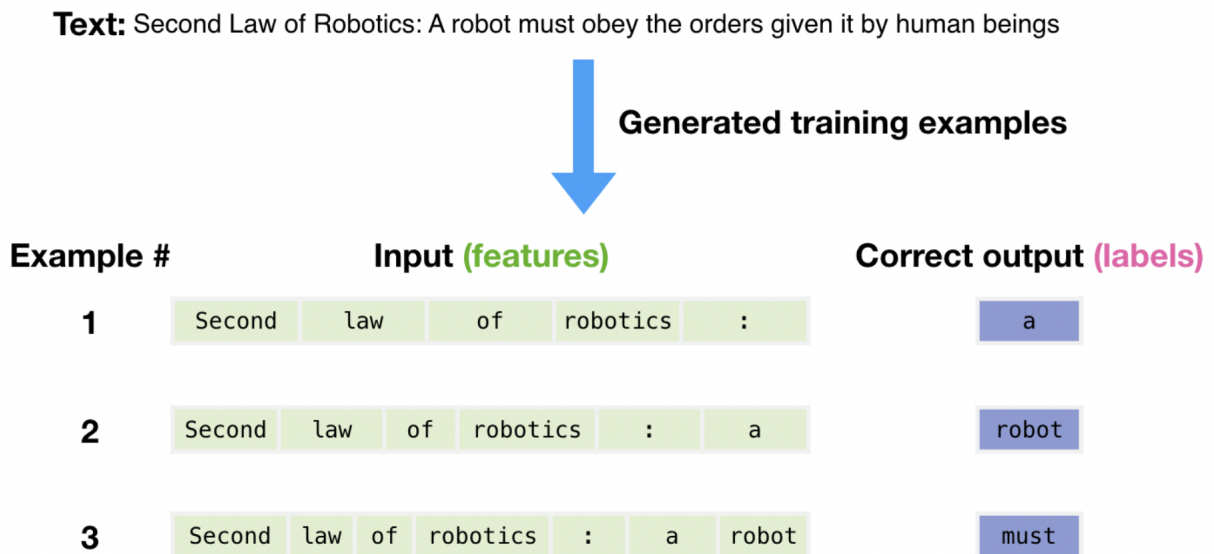 Text: Second Law of Robotics: A robot must obey the orders given it by human beings
Generated training examples
Example # Input (features) Correct output (labels)
1 Second law of robotics : a
2 Second law of robotics : a robot
3 Second law of robotics : a robot must